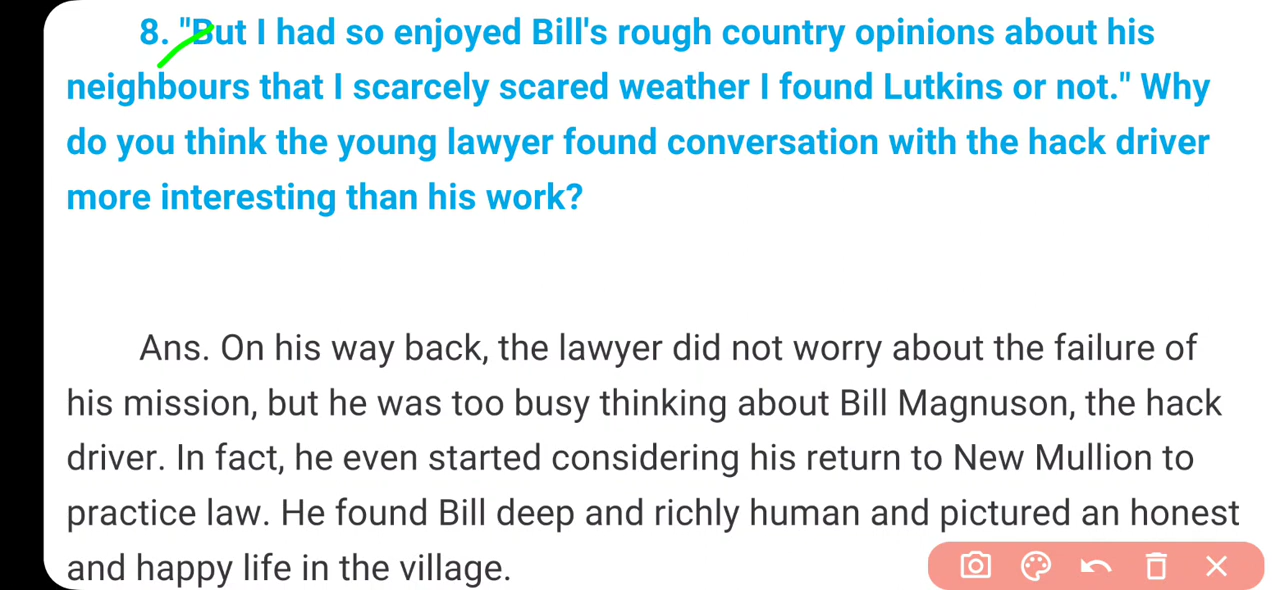 8. "But I had so enjoyed Bill's rough country opinions about his
neighbours that I scarcely scared weather I found Lutkins or not." Why
do you think the young lawyer found conversation with the hack driver
more interesting than his work?
Ans. On his way back, the lawyer did not worry about the failure of
his mission, but he was too busy thinking about Bill Magnuson, the hack
driver. In fact, he even started considering his return to New Mullion to
practice law. He found Bill deep and richly human and pictured an honest
and happy life in the village.